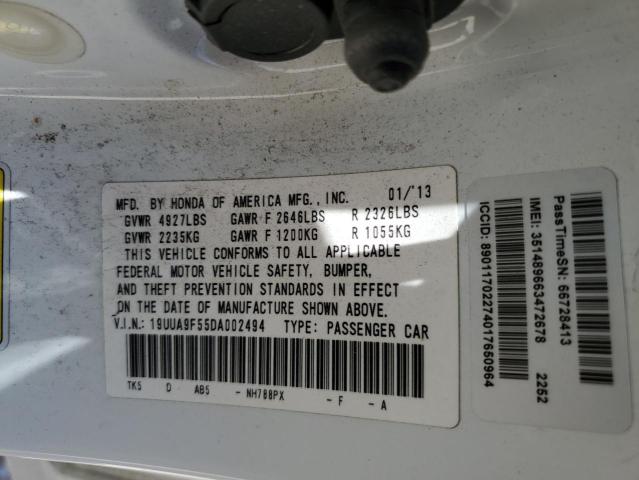 MFD. BY HONDA OF AMERICA MFG., INC. 01/'13
GVWR 4927LBS GAWR F 2646LBS R 2326LBS
GVWR 2235KG GAWR F 1200KG R 1055KG
THIS VEHICLE CONFORMS TO ALL APPLICABLE
FEDERAL MOTOR VEHICLE SAFETY, BUMPER,
AND THEFT PREVENTION STANDARDS IN EFFECT
ON THE DATE OF MANUFACTURE SHOWN ABOVE.
V.I.N.: 19UUA9F55DA002494 TYPE: PASSENGER CAR
TK5 D AB5 - NH788PX - F - A
PassTimeSN: 66728413
IMEI: 351489663472678 2252
ICCID: 89011702274017650964